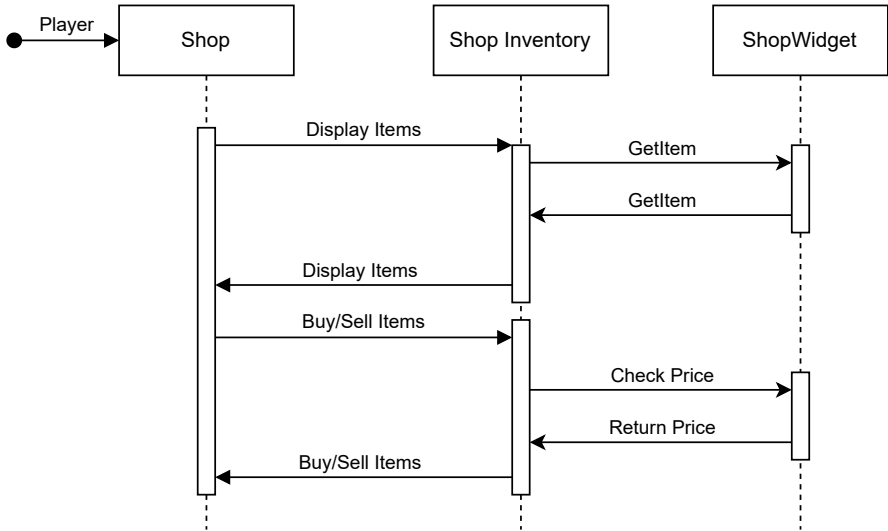 Player
Shop
Shop Inventory
ShopWidget
Display Items
GetItem
GetItem
Display Items
Buy/Sell Items
Check Price
Return Price
Buy/Sell Items